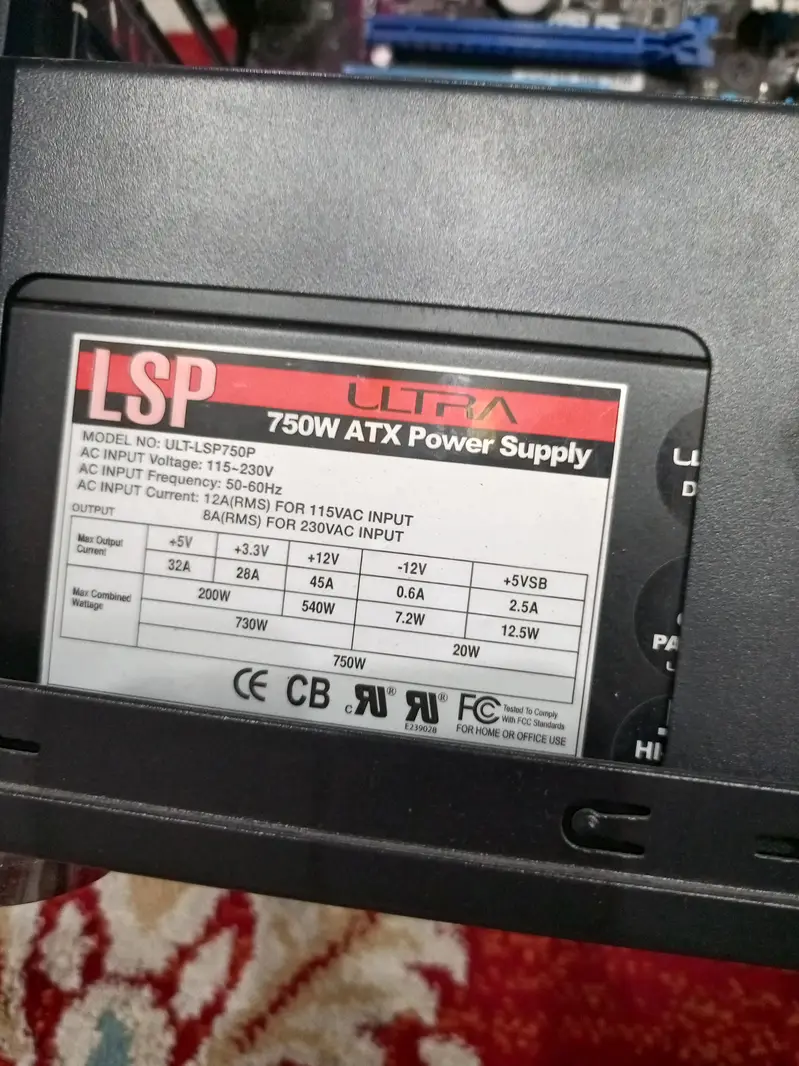 LSP
ULTRA
750W ATX Power Supply
MODEL NO: ULT-LSP750P
AC INPUT Voltage: 115~230V
AC INPUT Frequency: 50-60Hz
AC INPUT Current: 12A(RMS) FOR 115VAC INPUT
8A(RMS) FOR 230VAC INPUT
OUTPUT
Max Output Current +5V +3.3V +12V -12V +5VSB
32A 28A 45A 0.6A 2.5A
Max Combined Wattage 200W 540W 7.2W 12.5W
730W 20W
750W
CE CB c RU ® RU ® FC Tested To Comply
With FCC Standards
E239028 FOR HOME OR OFFICE USE
D
PA
HI-